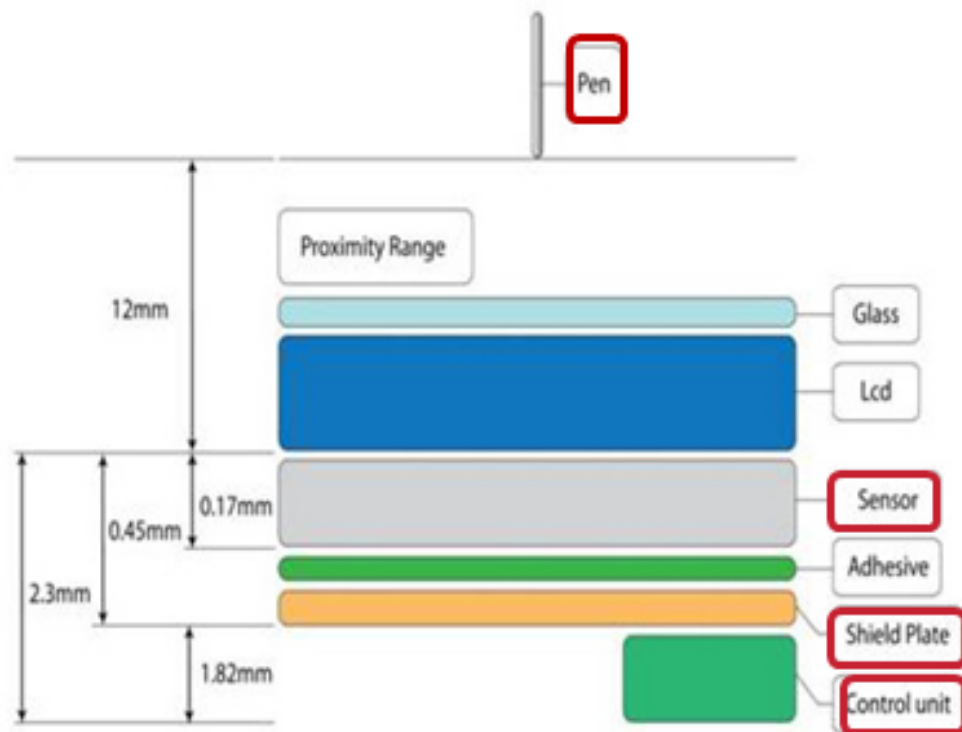 Pen
Proximity Range
12mm
Glass
Lcd
Sensor
0.17mm
0.45mm
Adhesive
2.3mm
Shield Plate
1.82mm
Control unit